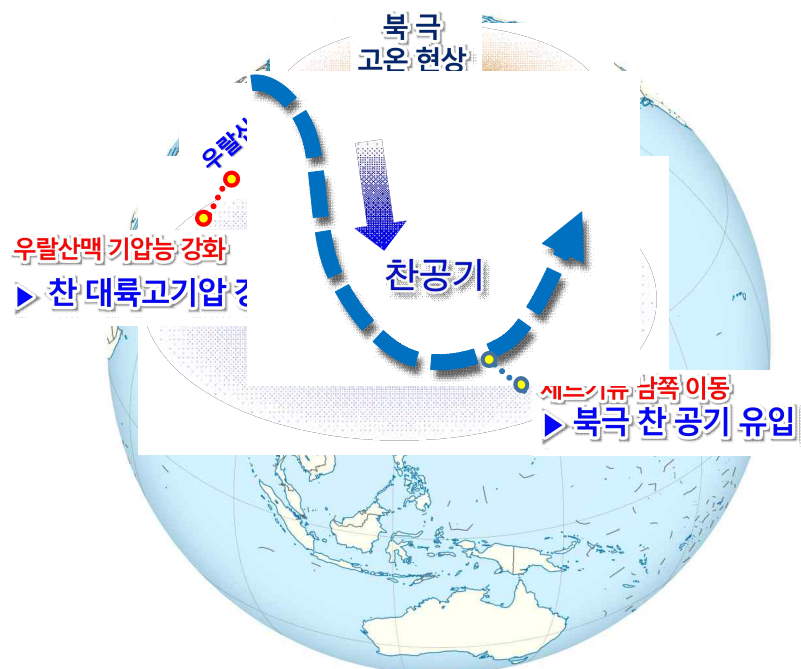 북 극
고온 현상
우랄산맥 기압능 강화
▶ 찬 대륙고기압
찬공기
남쪽 이동
▶ 북극 찬 공기 유입